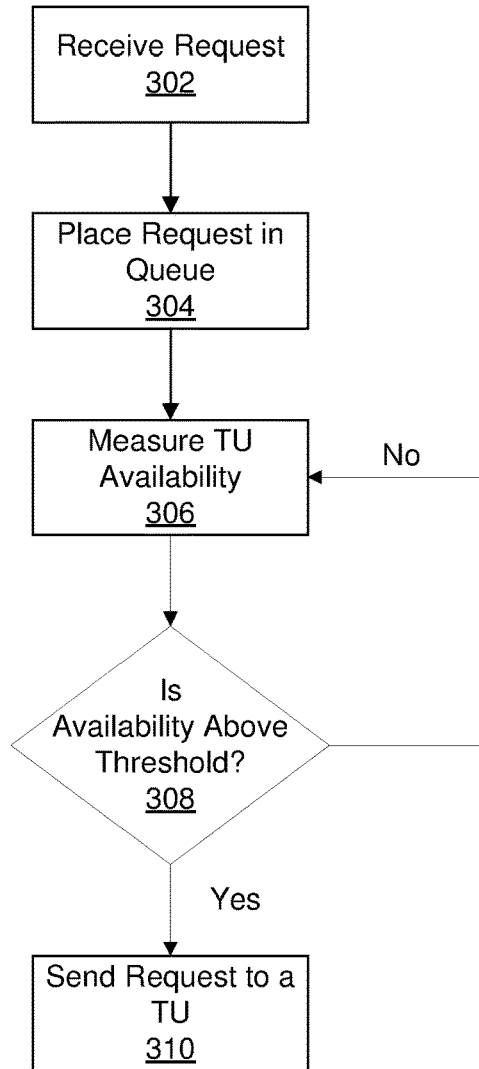 Receive Request
302
Place Request in
Queue
304
Measure TU
Availability
306
No
Is
Availability Above
Threshold?
308
Yes
Send Request to a
TU
310